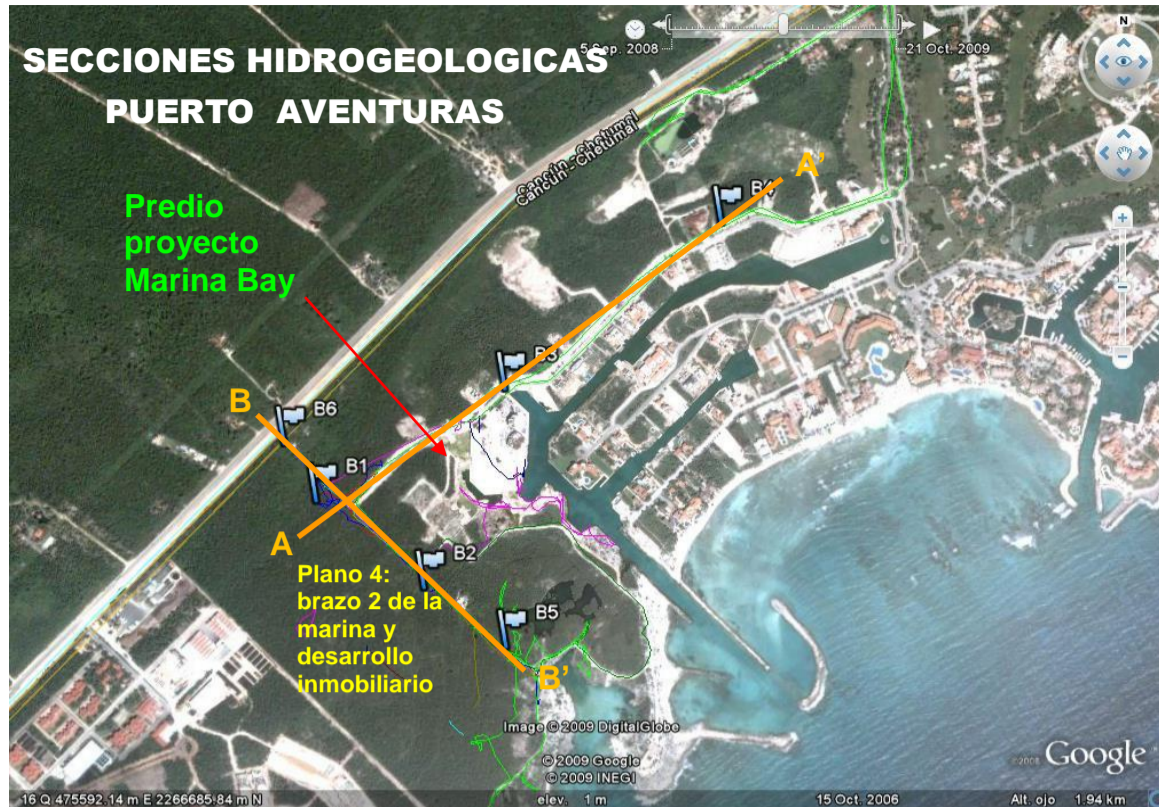 SECCIONES HIDROGEOLOGICAS
PUERTO AVENTURAS
5 Sep. 2008
21 Oct. 2009
N
Cancún - Chetumal
Cancún - Chetumal
A'
B4
Predio
proyecto
Marina Bay
B3
B
B6
B1
A
B2
Plano 4:
brazo 2 de la
marina y
desarrollo
inmobiliario
B5
B'
Image © 2009 DigitalGlobe
© 2009 Google
© 2009 INEGI
©2008 Google
16 Q 475592.14 m E 2266685.84 m N
elev. 1 m
15 Oct. 2006
Alt. ojo 1.94 km